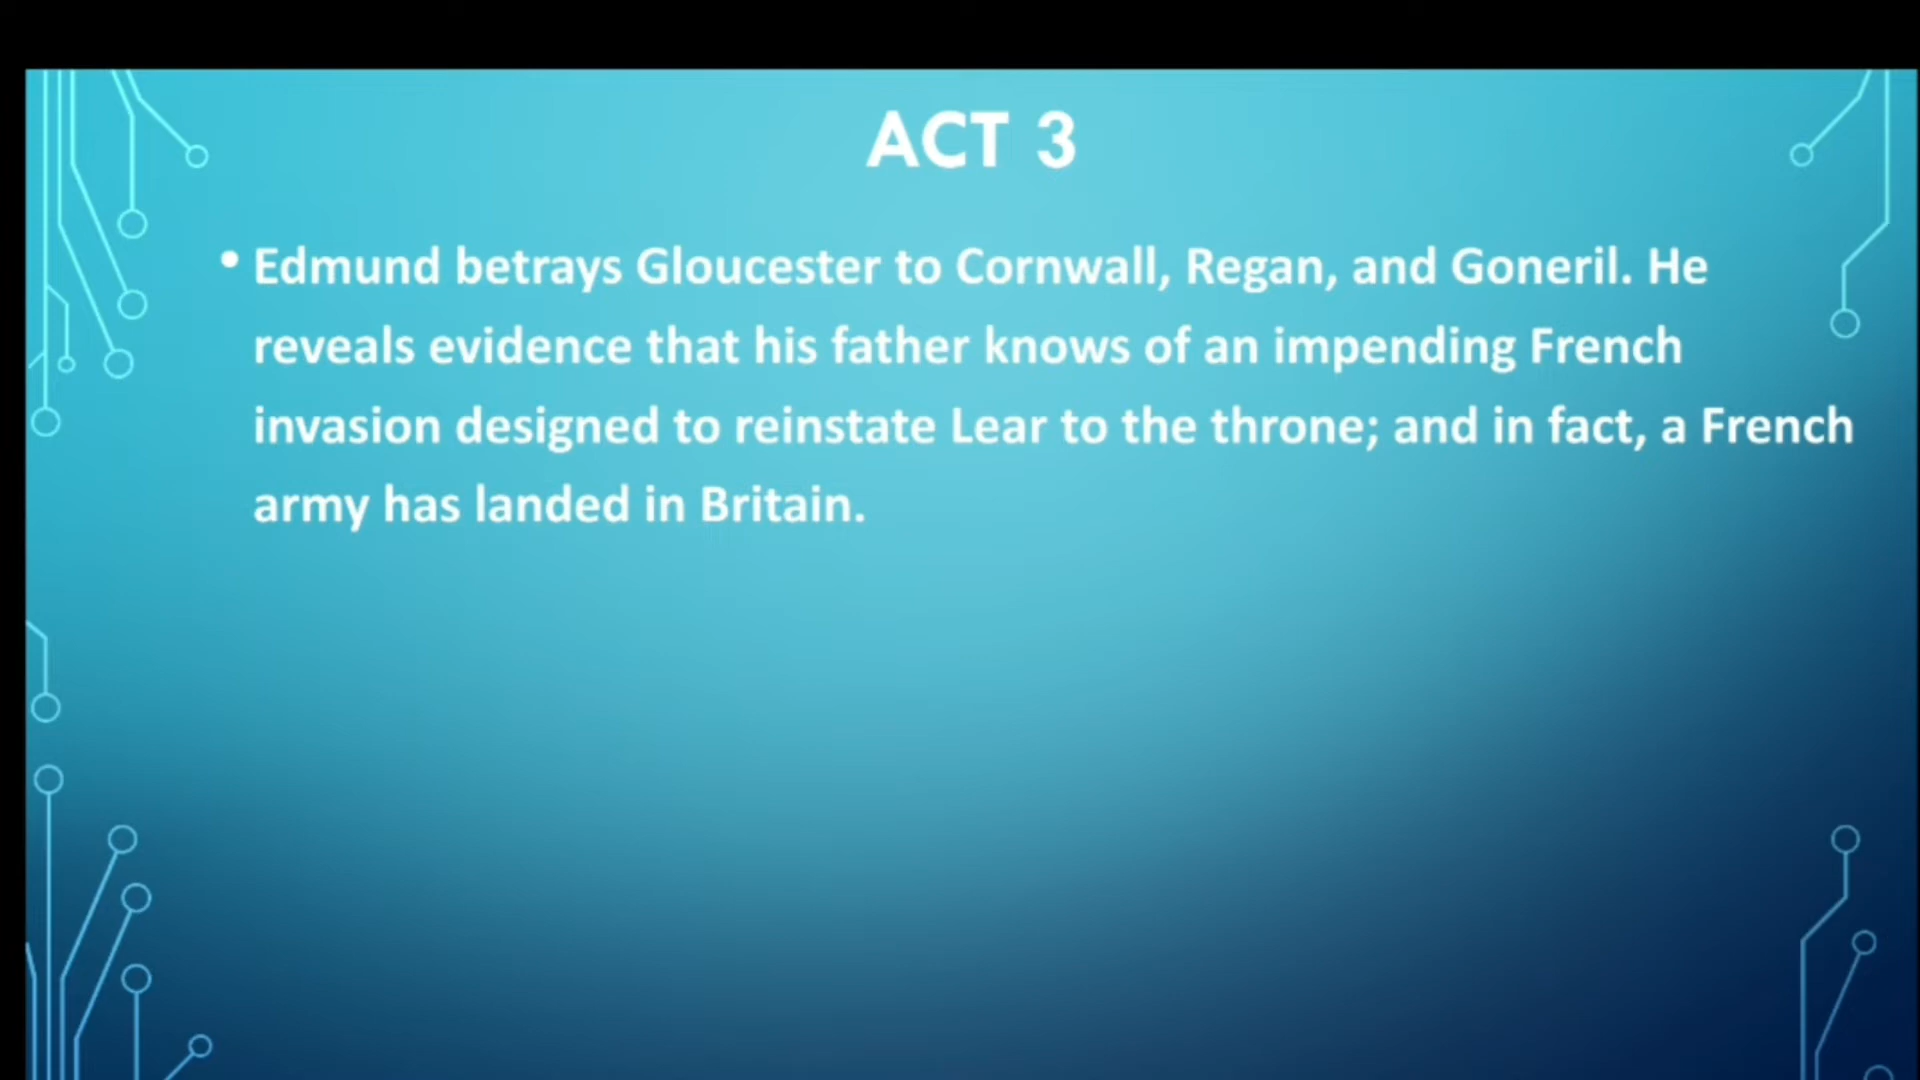 ACT 3
• Edmund betrays Gloucester to Cornwall, Regan, and Goneril. He
reveals evidence that his father knows of an impending French
invasion designed to reinstate Lear to the throne; and in fact, a French
army has landed in Britain.